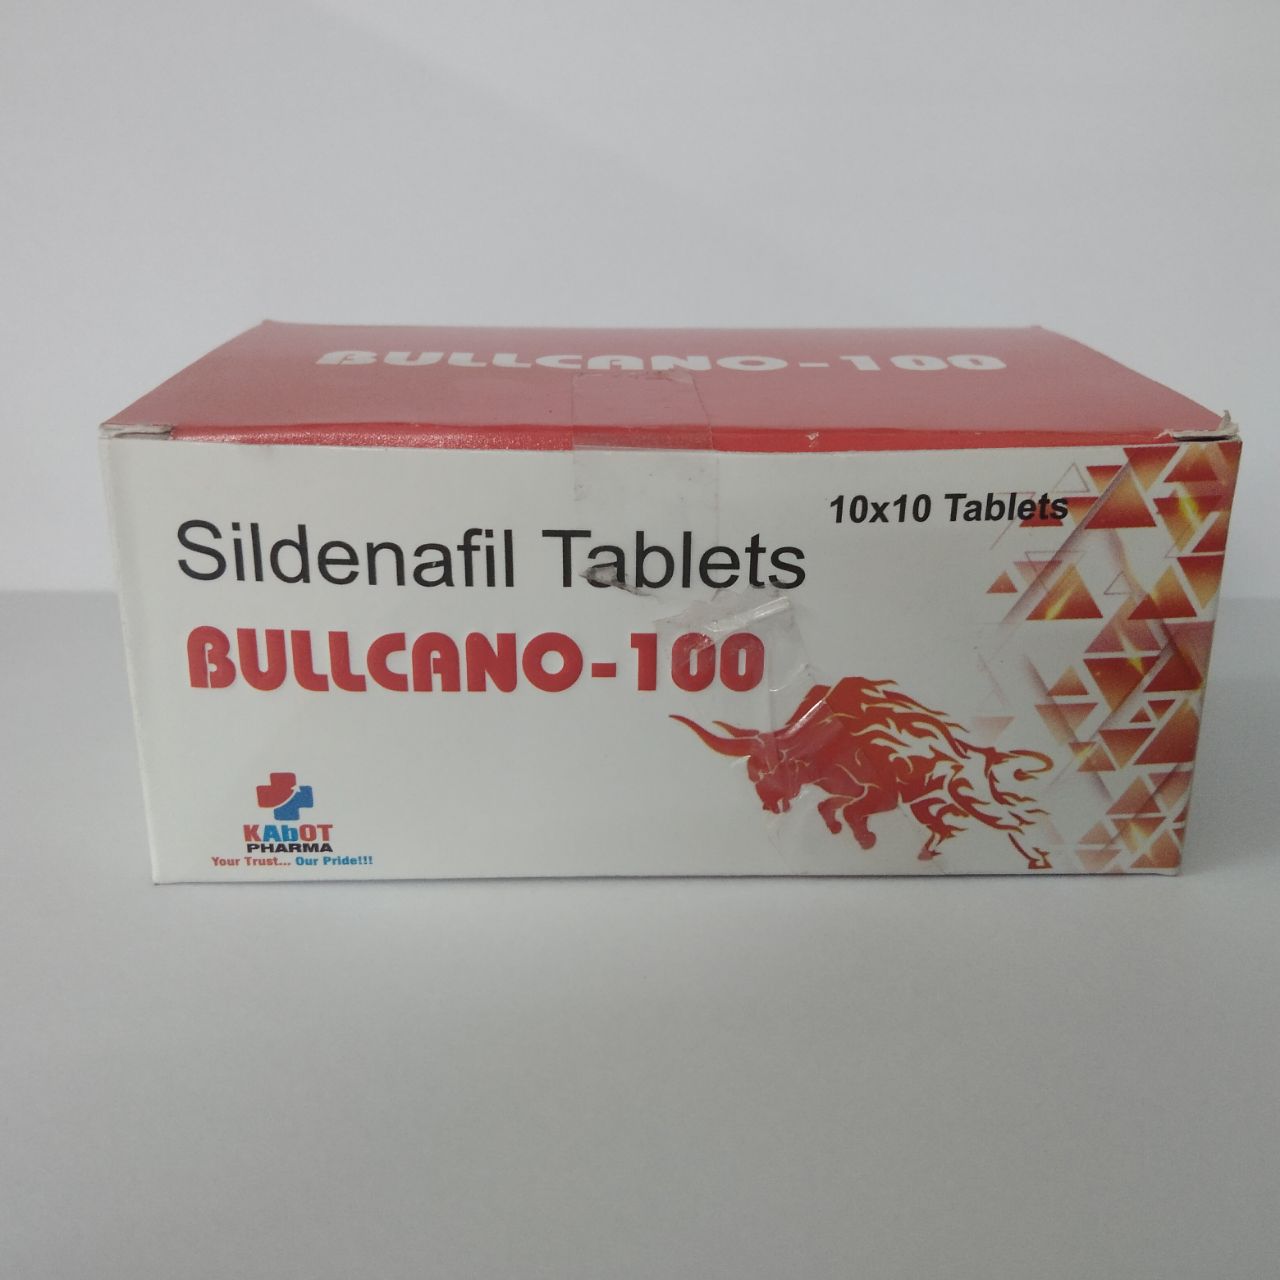 BULLCANO-100
10x10 Tablets
Sildenafil Tablets
BULLCANO-100
KAbOT
PHARMA
Your Trust... Our Pride!!!